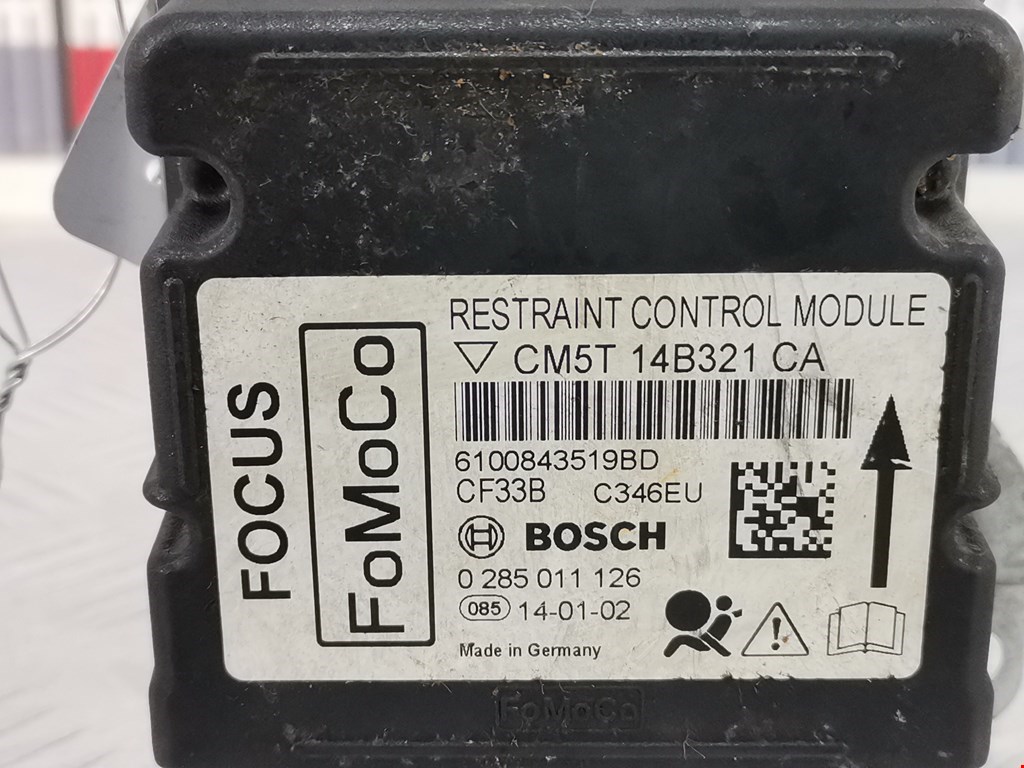 RESTRAINT CONTROL MODULE
CM5T 14B321 CA
6100843519BD
CF33B C346EU
BOSCH
0 285 011 126
085 14-01-02
Made in Germany
FOCUS
FoMoCo
FoMoCo